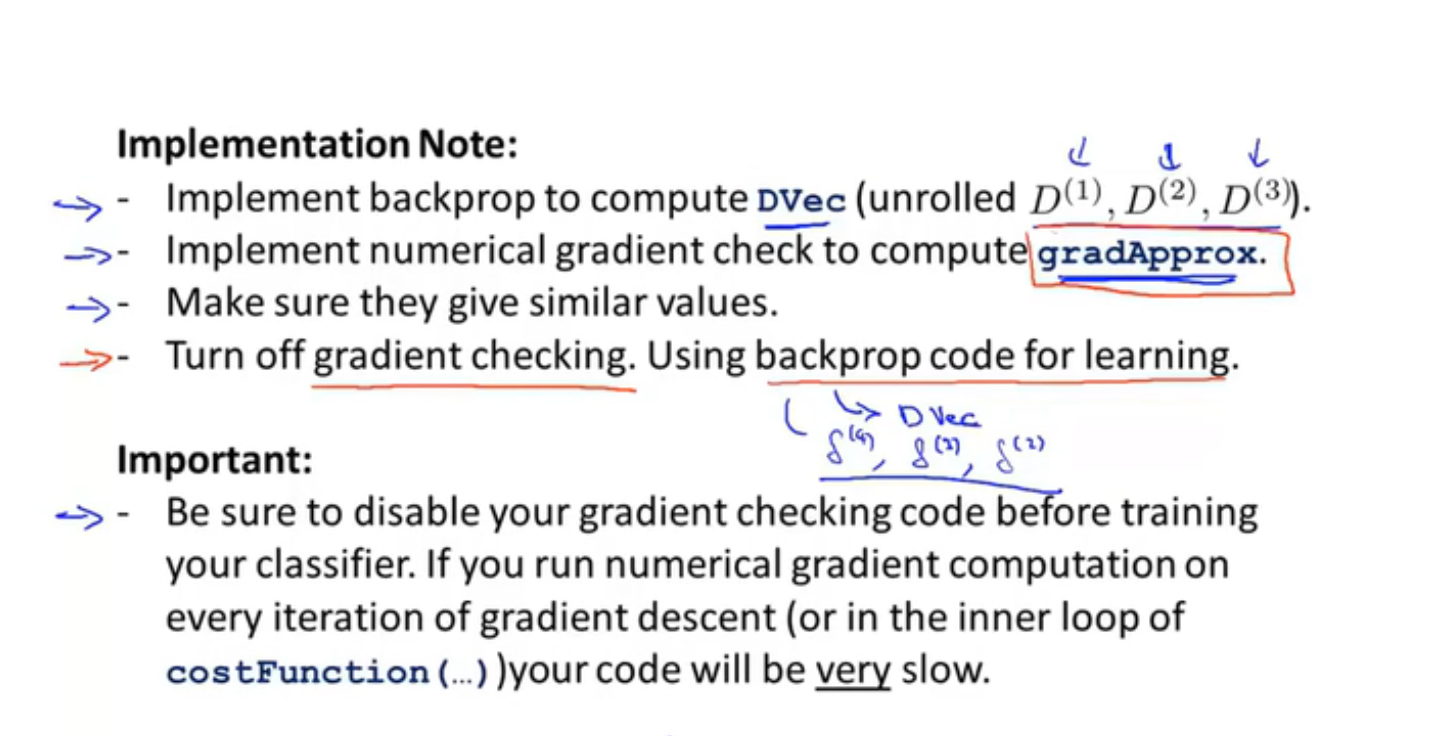 Implementation Note:
- Implement backprop to compute DVec (unrolled D⁽¹⁾, D⁽²⁾, D⁽³⁾).
- Implement numerical gradient check to compute gradApprox.
- Make sure they give similar values.
- Turn off gradient checking. Using backprop code for learning.
DVec
δ⁽⁴⁾, δ⁽³⁾, δ⁽²⁾
Important:
- Be sure to disable your gradient checking code before training
your classifier. If you run numerical gradient computation on
every iteration of gradient descent (or in the inner loop of
costFunction(…))your code will be very slow.